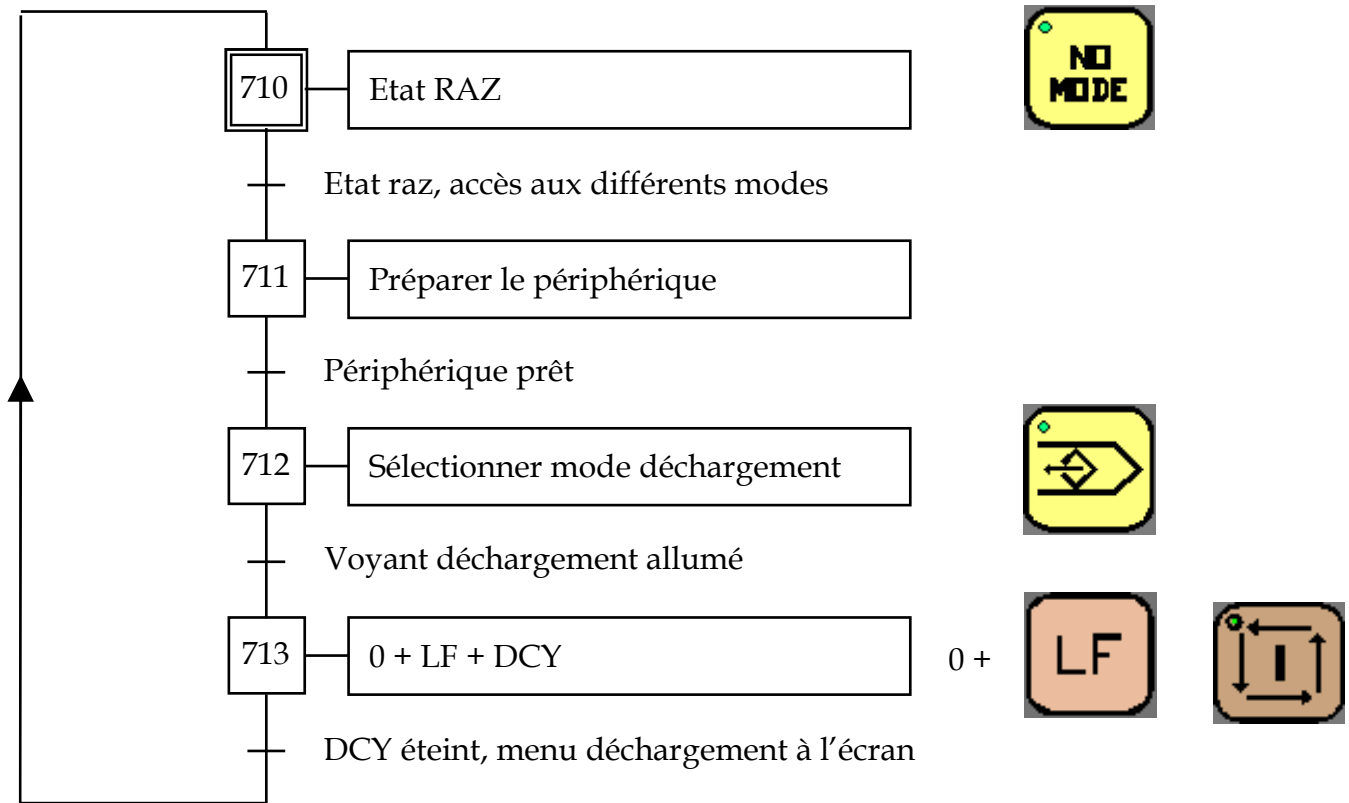 710 Etat RAZ
NO
MODE
Etat raz, accès aux différents modes
711 Préparer le périphérique
Périphérique prêt
712 Sélectionner mode déchargement
Voyant déchargement allumé
713 0 + LF + DCY 0 + LF I
DCY éteint, menu déchargement à l’écran